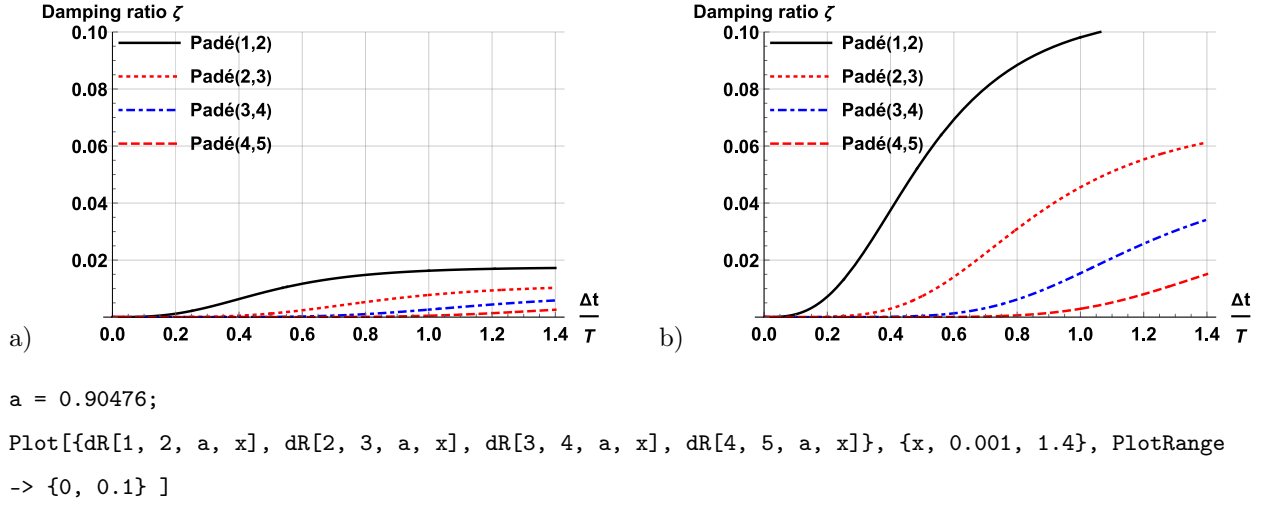 Damping ratio ζ
0.10
0.08
0.06
0.04
0.02
Padé(1,2)
Padé(2,3)
Padé(3,4)
Padé(4,5)
0.0 0.2 0.4 0.6 0.8 1.0 1.2 1.4
Δt
T
a)
Damping ratio ζ
0.10
0.08
0.06
0.04
0.02
Padé(1,2)
Padé(2,3)
Padé(3,4)
Padé(4,5)
0.0 0.2 0.4 0.6 0.8 1.0 1.2 1.4
Δt
T
b)
a = 0.90476;
Plot[{dR[1, 2, a, x], dR[2, 3, a, x], dR[3, 4, a, x], dR[4, 5, a, x]}, {x, 0.001, 1.4}, PlotRange
-> {0, 0.1} ]